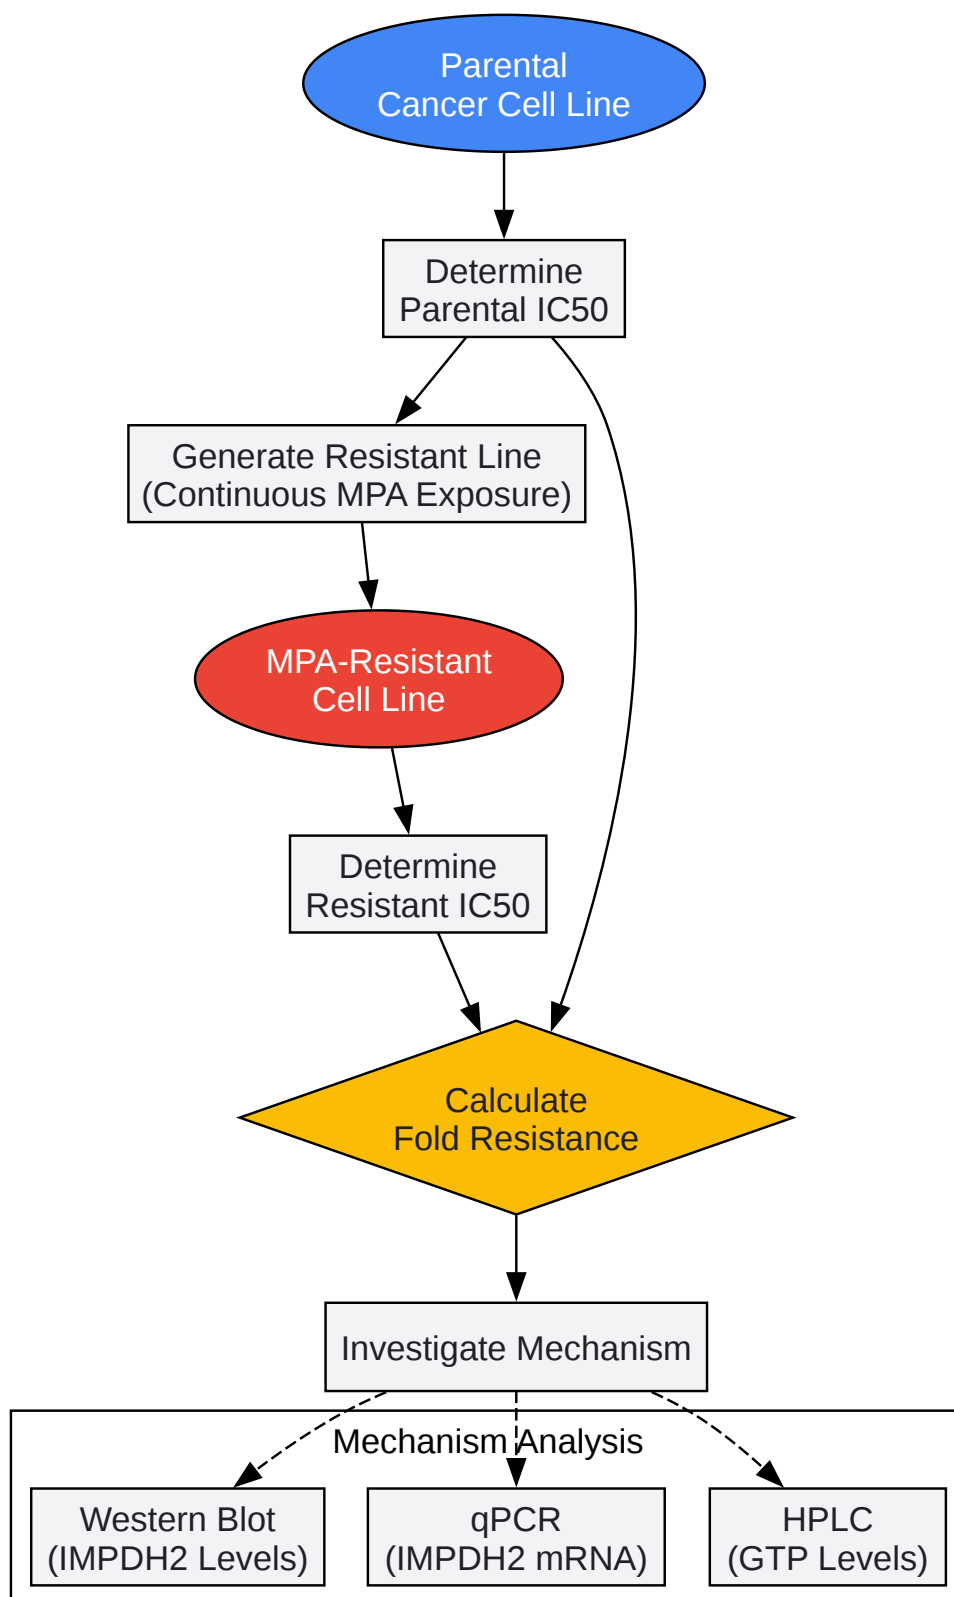 Parental
Cancer Cell Line
Determine
Parental IC50
Generate Resistant Line
(Continuous MPA Exposure)
MPA-Resistant
Cell Line
Determine
Resistant IC50
Calculate
Fold Resistance
Investigate Mechanism
Mechanism Analysis
Western Blot
(IMPDH2 Levels)
qPCR
(IMPDH2 mRNA)
HPLC
(GTP Levels)